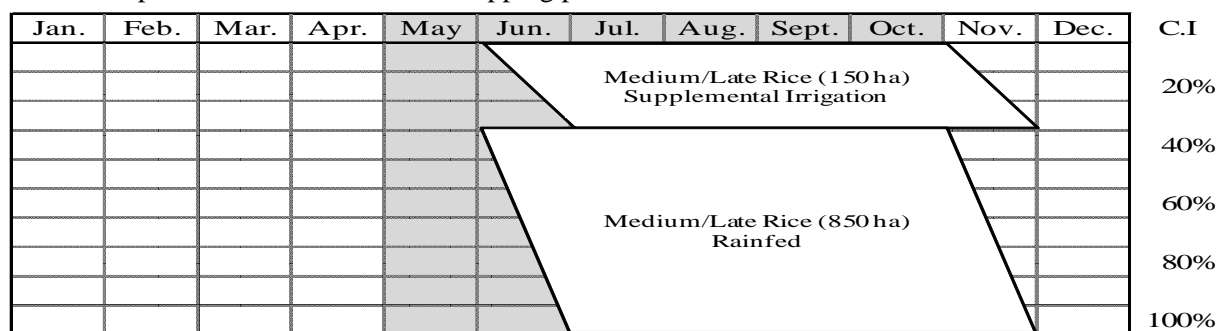 Jan. Feb. Mar. Apr. May Jun. Jul. Aug. Sept. Oct. Nov. Dec. C.I
Medium/Late Rice (150 ha)
Supplemental Irrigation
20%
40%
60%
Medium/Late Rice (850 ha)
Rainfed
80%
100%